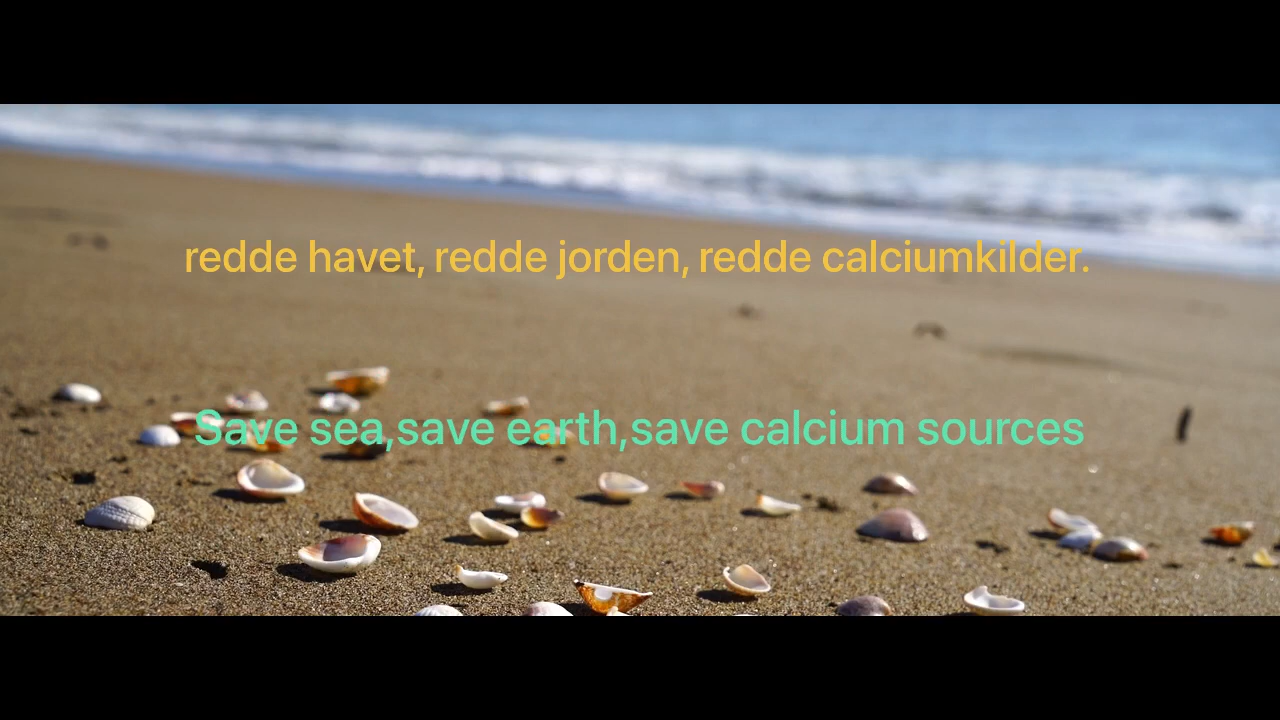 redde havet, redde jorden, redde calciumkilder.
Save sea,save earth,save calcium sources